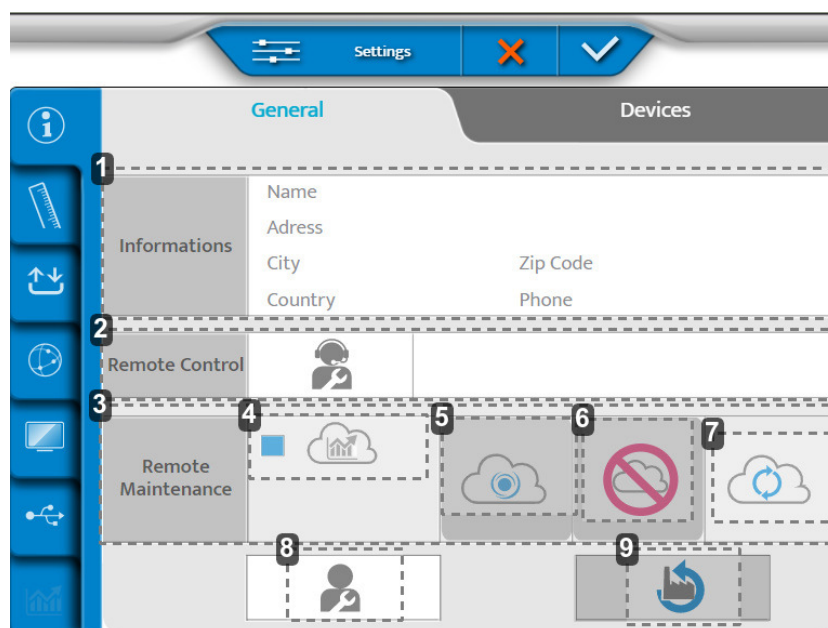 Settings
General
Devices
1
Informations
Name
Adress
City
Zip Code
Country
Phone
2
Remote Control
3
Remote
Maintenance
4
5
6
7
8
9